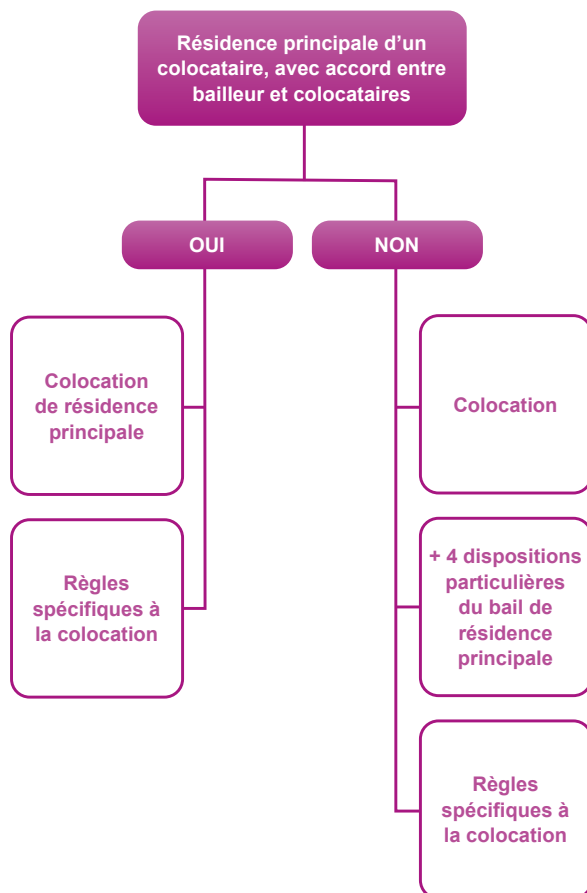 Résidence principale d’un
colocataire, avec accord entre
bailleur et colocataires
OUI
NON
Colocation
de résidence
principale
Règles
spécifiques à
la colocation
Colocation
+ 4 dispositions
particulières
du bail de
résidence
principale
Règles
spécifiques à
la colocation